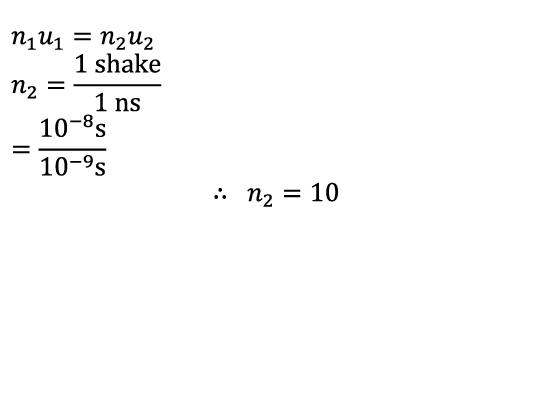 n₁u₁ = n₂u₂
n₂ = 1 shake / 1 ns
= 10⁻⁸s / 10⁻⁹s
∴ n₂ = 10